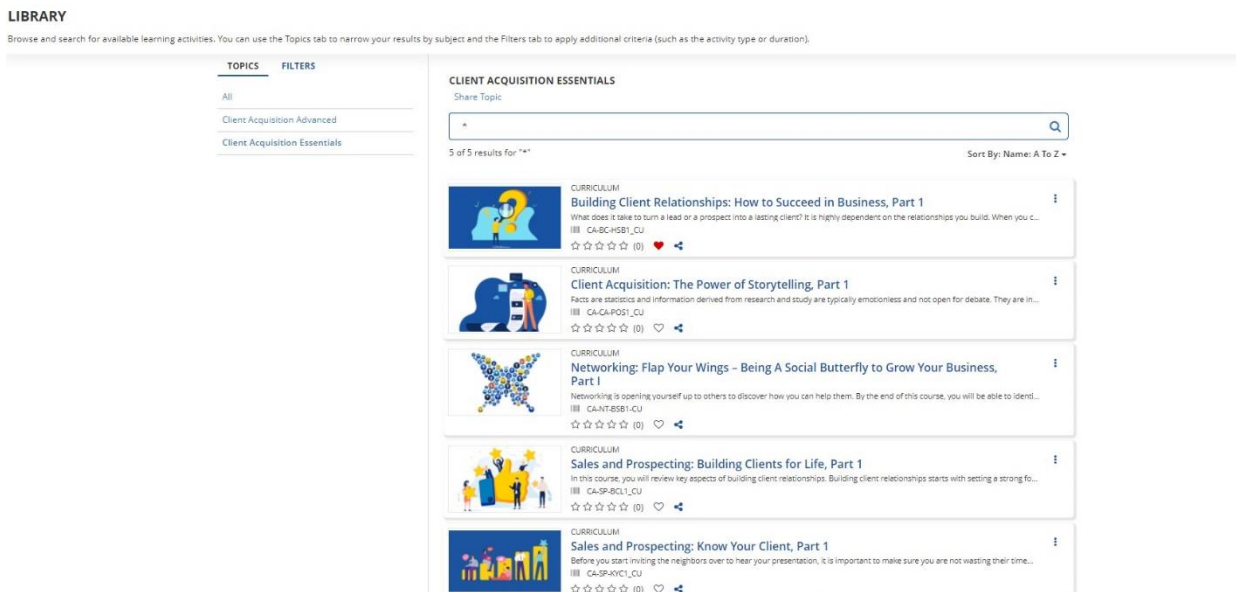 LIBRARY
Browse and search for available learning activities. You can use the Topics tab to narrow your results by subject and the Filters tab to apply additional criteria (such as the activity type or duration).
TOPICS FILTERS
All
Client Acquisition Advanced
Client Acquisition Essentials
CLIENT ACQUISITION ESSENTIALS
Share Topic
*
5 of 5 results for "*" Sort By: Name: A To Z
CURRICULUM
Building Client Relationships: How to Succeed in Business, Part 1
What does it take to turn a lead or a prospect into a lasting client? It is highly dependent on the relationships you build. When you c...
CA-BC-HSB1_CU
(0)
CURRICULUM
Client Acquisition: The Power of Storytelling, Part 1
Facts are statistics and information derived from research and study are typically emotionless and not open for debate. They are in...
CA-CA-POS1_CU
(0)
CURRICULUM
Networking: Flap Your Wings – Being A Social Butterfly to Grow Your Business,
Part I
Networking is opening yourself up to others to discover how you can help them. By the end of this course, you will be able to identi...
CA-NT-BSB1-CU
(0)
CURRICULUM
Sales and Prospecting: Building Clients for Life, Part 1
In this course, you will review key aspects of building client relationships. Building client relationships starts with setting a strong fo...
CA-SP-BCL1_CU
(0)
CURRICULUM
Sales and Prospecting: Know Your Client, Part 1
Before you start inviting the neighbors over to hear your presentation, it is important to make sure you are not wasting their time...
CA-SP-KYC1_CU
(0)